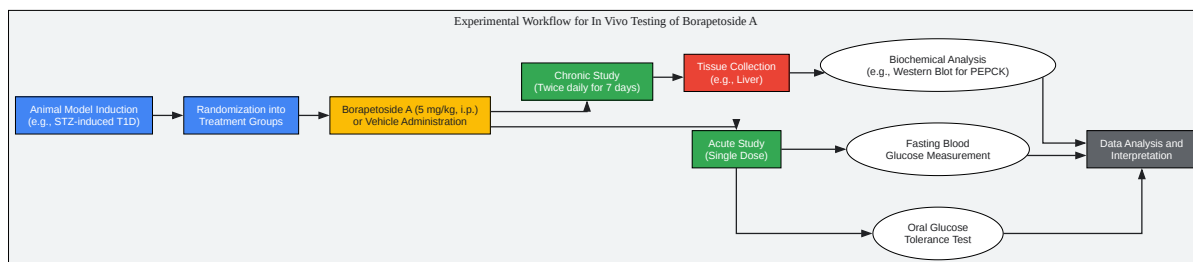 Experimental Workflow for In Vivo Testing of Borapetoside A
Animal Model Induction
(e.g., STZ-induced T1D)
Randomization into
Treatment Groups
Borapetoside A (5 mg/kg, i.p.)
or Vehicle Administration
Chronic Study
(Twice daily for 7 days)
Tissue Collection
(e.g., Liver)
Biochemical Analysis
(e.g., Western Blot for PEPCK)
Acute Study
(Single Dose)
Fasting Blood
Glucose Measurement
Oral Glucose
Tolerance Test
Data Analysis and
Interpretation